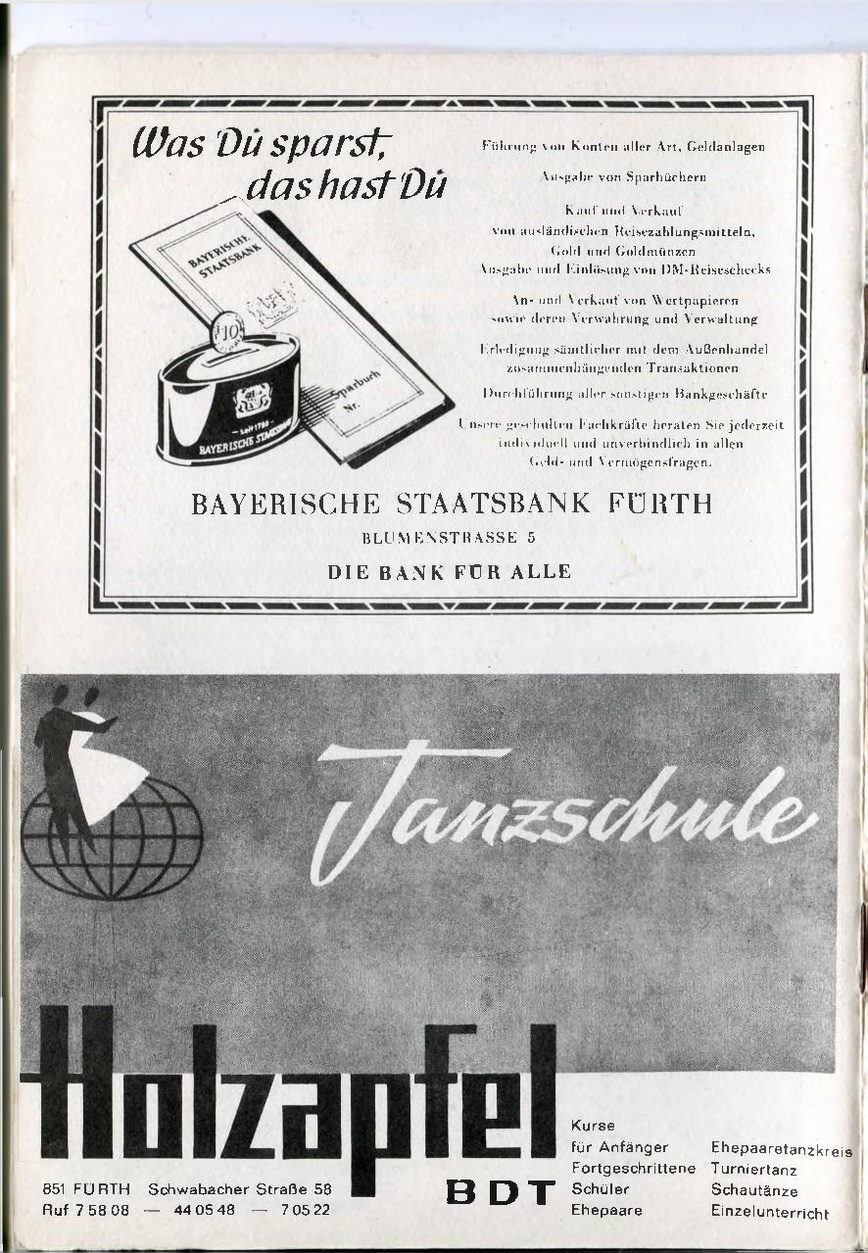 Was Du sparst,
das hast Du
BAYERISCHE
STAATSBANK
10
Sparbuch
Nr.
seit 1780
BAYERISCHE STAATSBANK
Führung von Konten aller Art, Geldanlagen
Ausgabe von Sparbüchern
Kauf und Verkauf
von ausländischen Reisezahlungsmitteln,
Gold und Goldmünzen
Ausgabe und Einlösung von DM-Reiseschecks
An- und Verkauf von Wertpapieren
sowie deren Verwahrung und Verwaltung
Erledigung sämtlicher mit dem Außenhandel
zusammenhängenden Transaktionen
Durchführung aller sonstigen Bankgeschäfte
Unsere geschulten Fachkräfte beraten Sie jederzeit
individuell und unverbindlich in allen
Geld- und Vermögensfragen.
BAYERISCHE STAATSBANK FÜRTH
BLUMENSTRASSE 5
DIE BANK FÜR ALLE
Tanzschule
Holzapfel
BDT
851 FÜRTH Schwabacher Straße 58
Ruf 7 58 08 — 44 05 48 — 7 05 22
Kurse
für Anfänger
Fortgeschrittene
Schüler
Ehepaare
Ehepaaretanzkreis
Turniertanz
Schautänze
Einzelunterricht